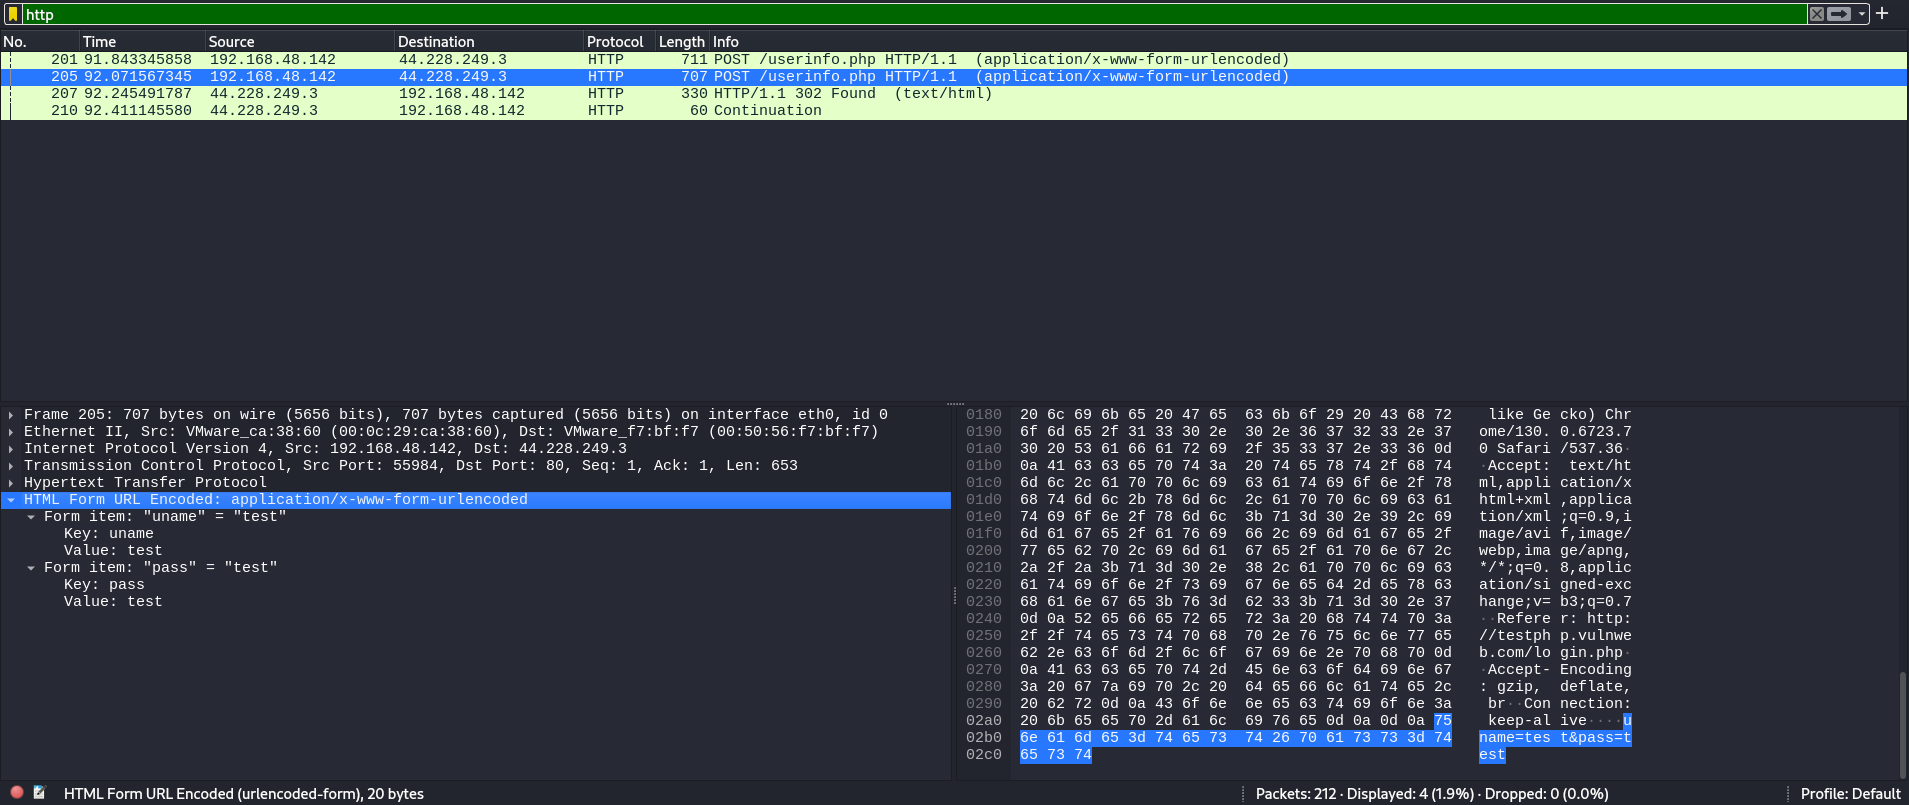 http
No. Time Source Destination Protocol Length Info
201 91.843345858 192.168.48.142 44.228.249.3 HTTP 711 POST /userinfo.php HTTP/1.1  (application/x-www-form-urlencoded)
205 92.071567345 192.168.48.142 44.228.249.3 HTTP 707 POST /userinfo.php HTTP/1.1  (application/x-www-form-urlencoded)
207 92.245491787 44.228.249.3 192.168.48.142 HTTP 330 HTTP/1.1 302 Found  (text/html)
210 92.411145580 44.228.249.3 192.168.48.142 HTTP 60 Continuation
Frame 205: 707 bytes on wire (5656 bits), 707 bytes captured (5656 bits) on interface eth0, id 0
Ethernet II, Src: VMware_ca:38:60 (00:0c:29:ca:38:60), Dst: VMware_f7:bf:f7 (00:50:56:f7:bf:f7)
Internet Protocol Version 4, Src: 192.168.48.142, Dst: 44.228.249.3
Transmission Control Protocol, Src Port: 55984, Dst Port: 80, Seq: 1, Ack: 1, Len: 653
Hypertext Transfer Protocol
HTML Form URL Encoded: application/x-www-form-urlencoded
Form item: "uname" = "test"
Key: uname
Value: test
Form item: "pass" = "test"
Key: pass
Value: test
0180 20 6c 69 6b 65 20 47 65 63 6b 6f 29 20 43 68 72 like Ge cko) Chr
0190 6f 6d 65 2f 31 33 30 2e 30 2e 36 37 32 33 2e 37 ome/130. 0.6723.7
01a0 30 20 53 61 66 61 72 69 2f 35 33 37 2e 33 36 0d 0 Safari /537.36·
01b0 0a 41 63 63 65 70 74 3a 20 74 65 78 74 2f 68 74 ·Accept: text/ht
01c0 6d 6c 2c 61 70 70 6c 69 63 61 74 69 6f 6e 2f 78 ml,appli cation/x
01d0 68 74 6d 6c 2b 78 6d 6c 2c 61 70 70 6c 69 63 61 html+xml ,applica
01e0 74 69 6f 6e 2f 78 6d 6c 3b 71 3d 30 2e 39 2c 69 tion/xml ;q=0.9,i
01f0 6d 61 67 65 2f 61 76 69 66 2c 69 6d 61 67 65 2f mage/avi f,image/
0200 77 65 62 70 2c 69 6d 61 67 65 2f 61 70 6e 67 2c webp,ima ge/apng,
0210 2a 2f 2a 3b 71 3d 30 2e 38 2c 61 70 70 6c 69 63 */*;q=0. 8,applic
0220 61 74 69 6f 6e 2f 73 69 67 6e 65 64 2d 65 78 63 ation/si gned-exc
0230 68 61 6e 67 65 3b 76 3d 62 33 3b 71 3d 30 2e 37 hange;v= b3;q=0.7
0240 0d 0a 52 65 66 65 72 65 72 3a 20 68 74 74 70 3a ··Refere r: http:
0250 2f 2f 74 65 73 74 70 68 70 2e 76 75 6c 6e 77 65 //testph p.vulnwe
0260 62 2e 63 6f 6d 2f 6c 6f 67 69 6e 2e 70 68 70 0d b.com/lo gin.php·
0270 0a 41 63 63 65 70 74 2d 45 6e 63 6f 64 69 6e 67 ·Accept- Encoding
0280 3a 20 67 7a 69 70 2c 20 64 65 66 6c 61 74 65 2c : gzip, deflate,
0290 20 62 72 0d 0a 43 6f 6e 6e 65 63 74 69 6f 6e 3a br··Con nection:
02a0 20 6b 65 65 70 2d 61 6c 69 76 65 0d 0a 0d 0a 75 keep-al ive····u
02b0 6e 61 6d 65 3d 74 65 73 74 26 70 61 73 73 3d 74 name=tes t&pass=t
02c0 65 73 74 est
HTML Form URL Encoded (urlencoded-form), 20 bytes
Packets: 212 · Displayed: 4 (1.9%) · Dropped: 0 (0.0%)
Profile: Default